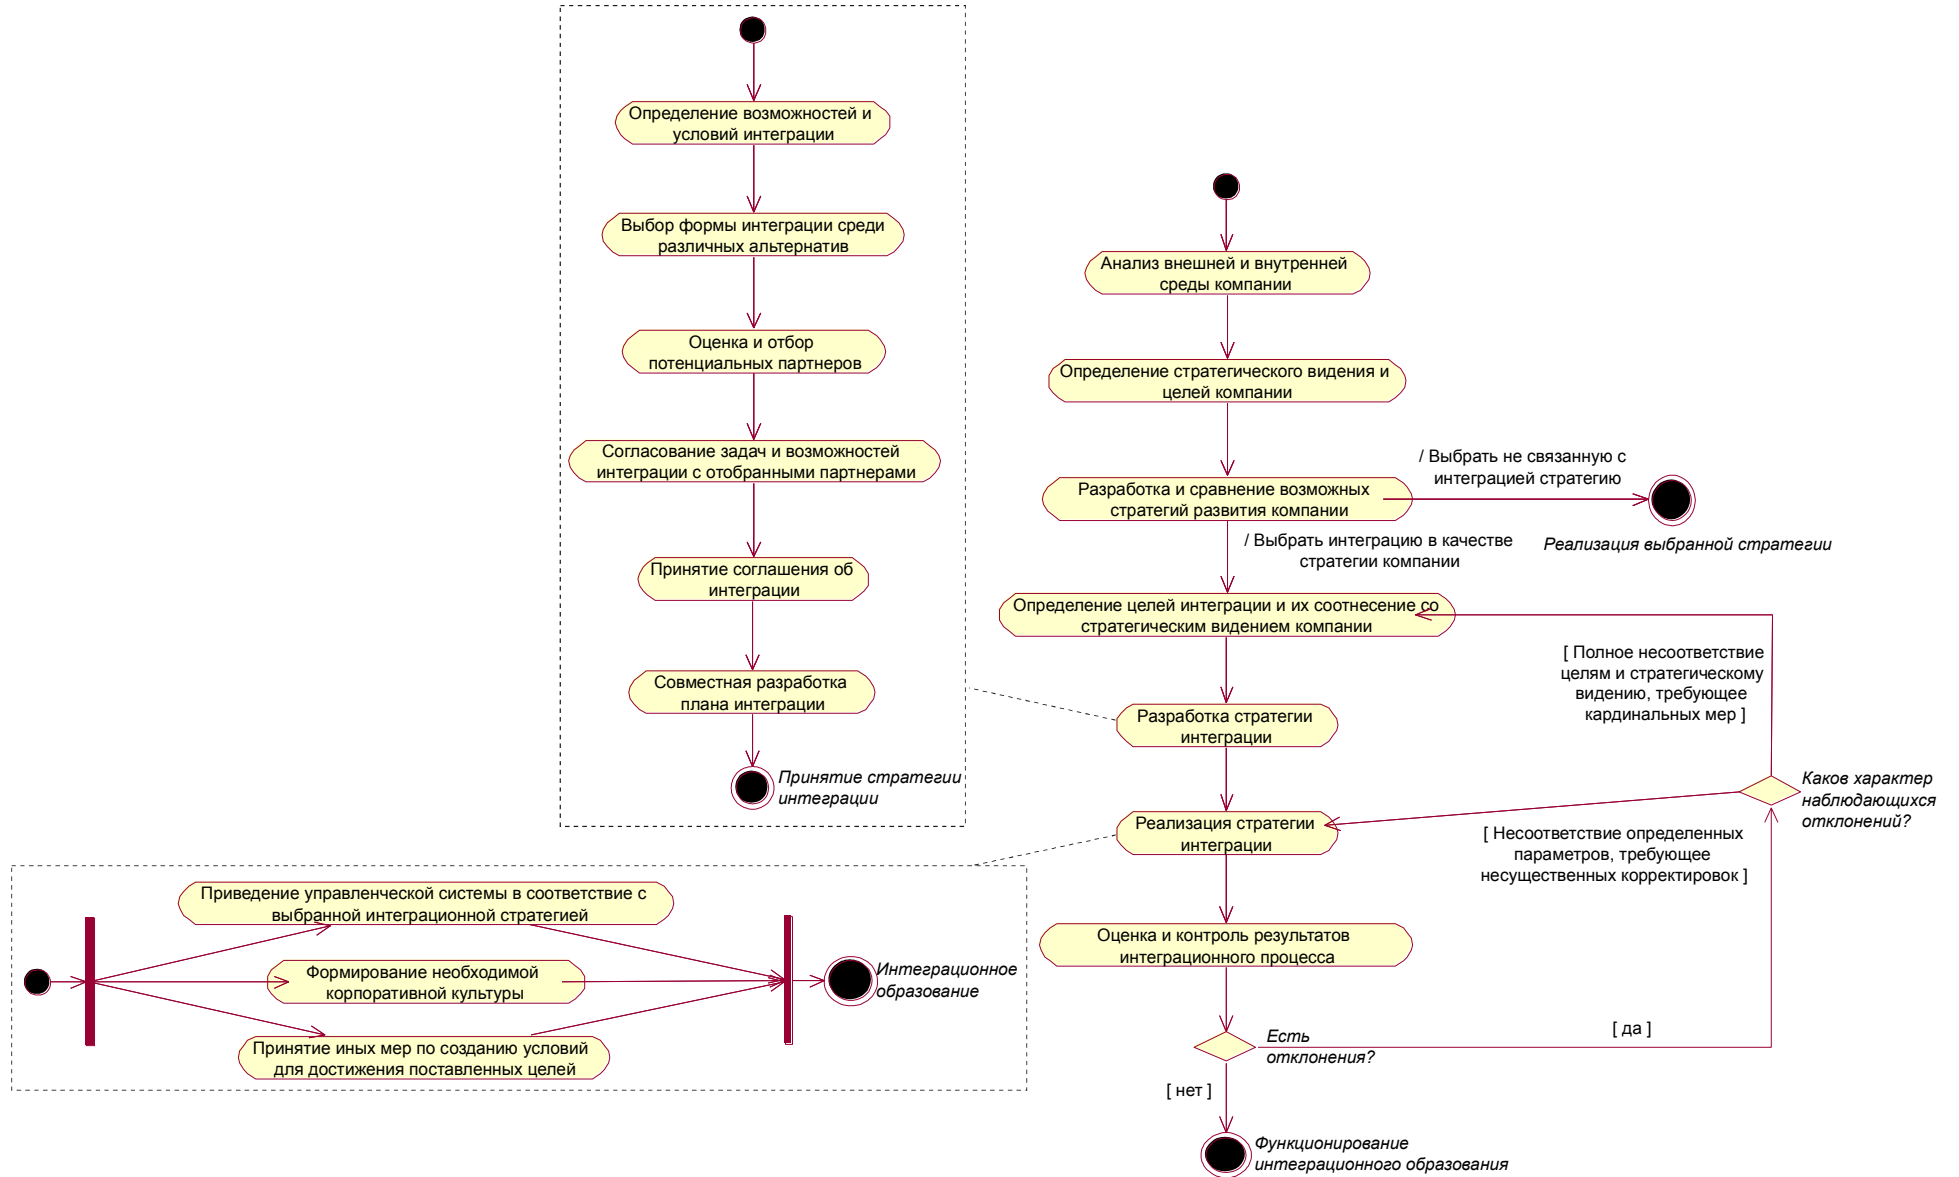 Определение возможностей и
условий интеграции
Выбор формы интеграции среди
различных альтернатив
Оценка и отбор
потенциальных партнеров
Согласование задач и возможностей
интеграции с отобранными партнерами
Принятие соглашения об
интеграции
Совместная разработка
плана интеграции
Принятие стратегии
интеграции
Анализ внешней и внутренней
среды компании
Определение стратегического видения и
целей компании
Разработка и сравнение возможных
стратегий развития компании
/ Выбрать не связанную с
интеграцией стратегию
Реализация выбранной стратегии
/ Выбрать интеграцию в качестве
стратегии компании
Определение целей интеграции и их соотнесение со
стратегическим видением компании
[ Полное несоответствие
целям и стратегическому
видению, требующее
кардинальных мер ]
Разработка стратегии
интеграции
Каков характер
наблюдающихся
отклонений?
Реализация стратегии
интеграции
[ Несоответствие определенных
параметров, требующее
несущественных корректировок ]
Оценка и контроль результатов
интеграционного процесса
Есть
отклонения?
[ да ]
[ нет ]
Функционирование
интеграционного образования
Приведение управленческой системы в соответствие с
выбранной интеграционной стратегией
Формирование необходимой
корпоративной культуры
Принятие иных мер по созданию условий
для достижения поставленных целей
Интеграционное
образование